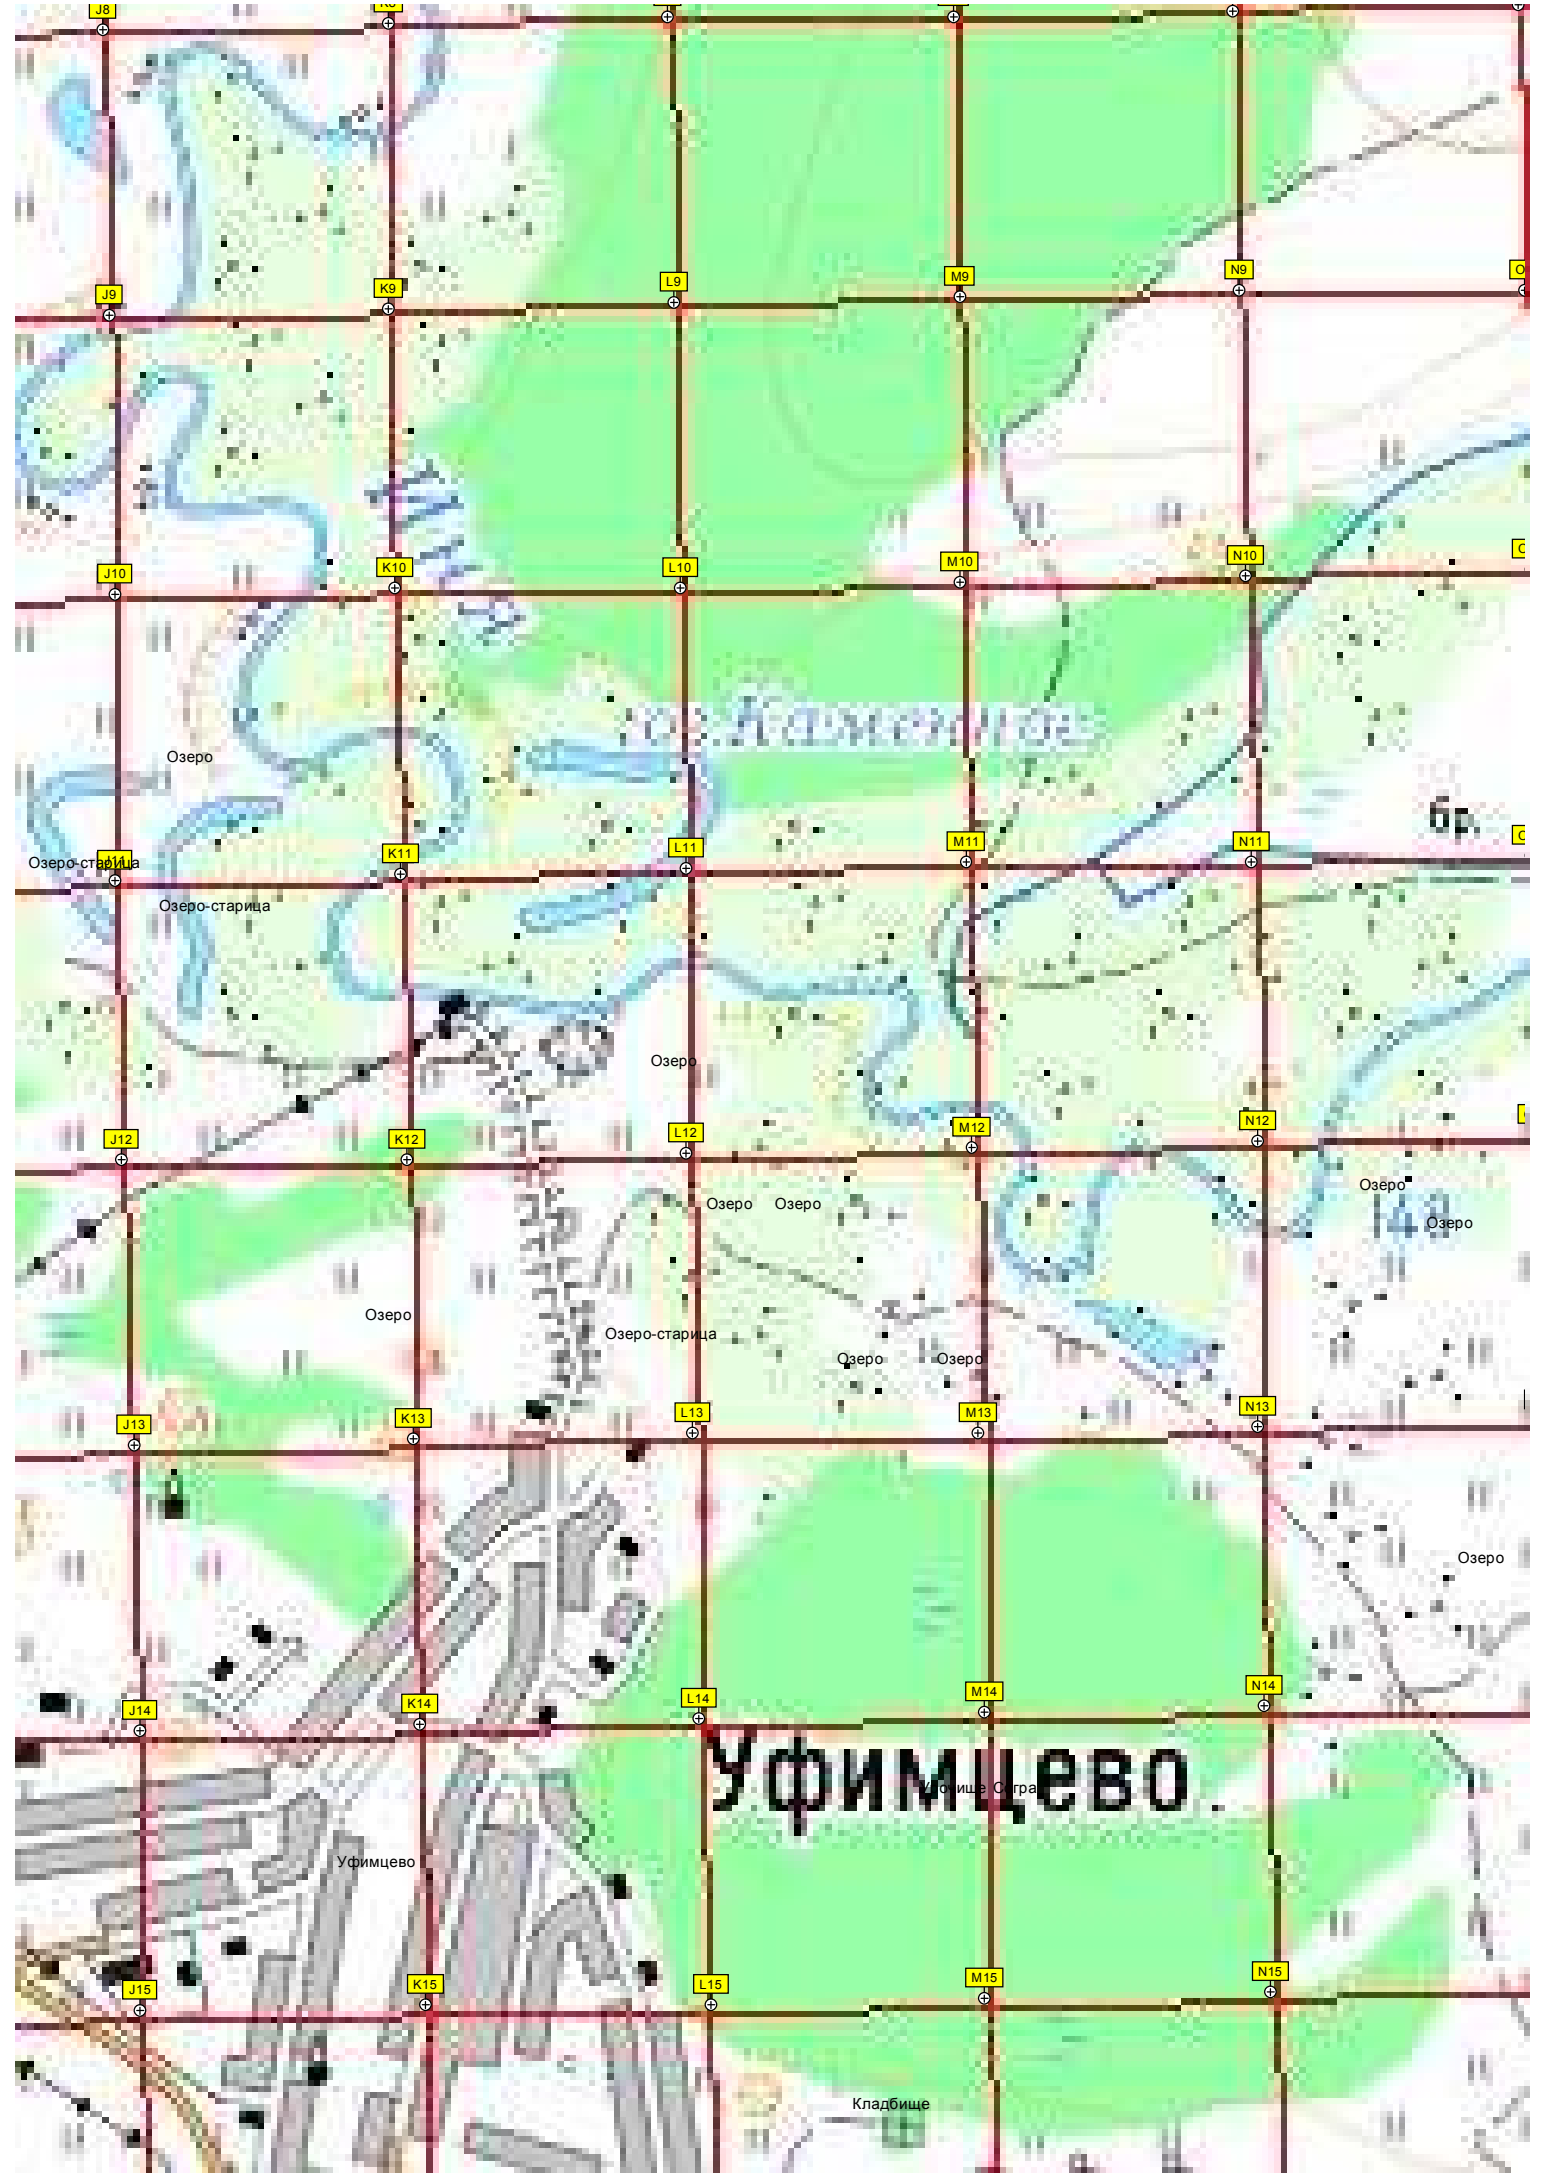 J8
J9
K9
L9
M9
N9
J10
K10
L10
M10
N10
Озеро
бр.
Озеро-старица
K11
L11
M11
N11
Озеро-старица
Озеро
J12
K12
L12
M12
N12
Озеро
Озеро
Озеро
Озеро
Озеро
Озеро-старица
Озеро
Озеро
J13
K13
L13
M13
N13
Озеро
J14
K14
L14
M14
N14
Уфимцево
Урочище Согра
Уфимцево
J15
K15
L15
M15
N15
Кладбище